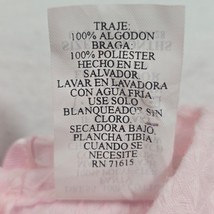 TRAJE:
100% ALGODON
BRAGA:
100% POLIESTER
HECHO EN EL
SALVADOR
LAVAR EN LAVADORA
CON AGUA FRIA
USE SOLO
BLANQUEADOR SIN
CLORO.
SECADORA BAJO.
PLANCHA TIBIA
CUANDO SE
NECESITE
RN 71615